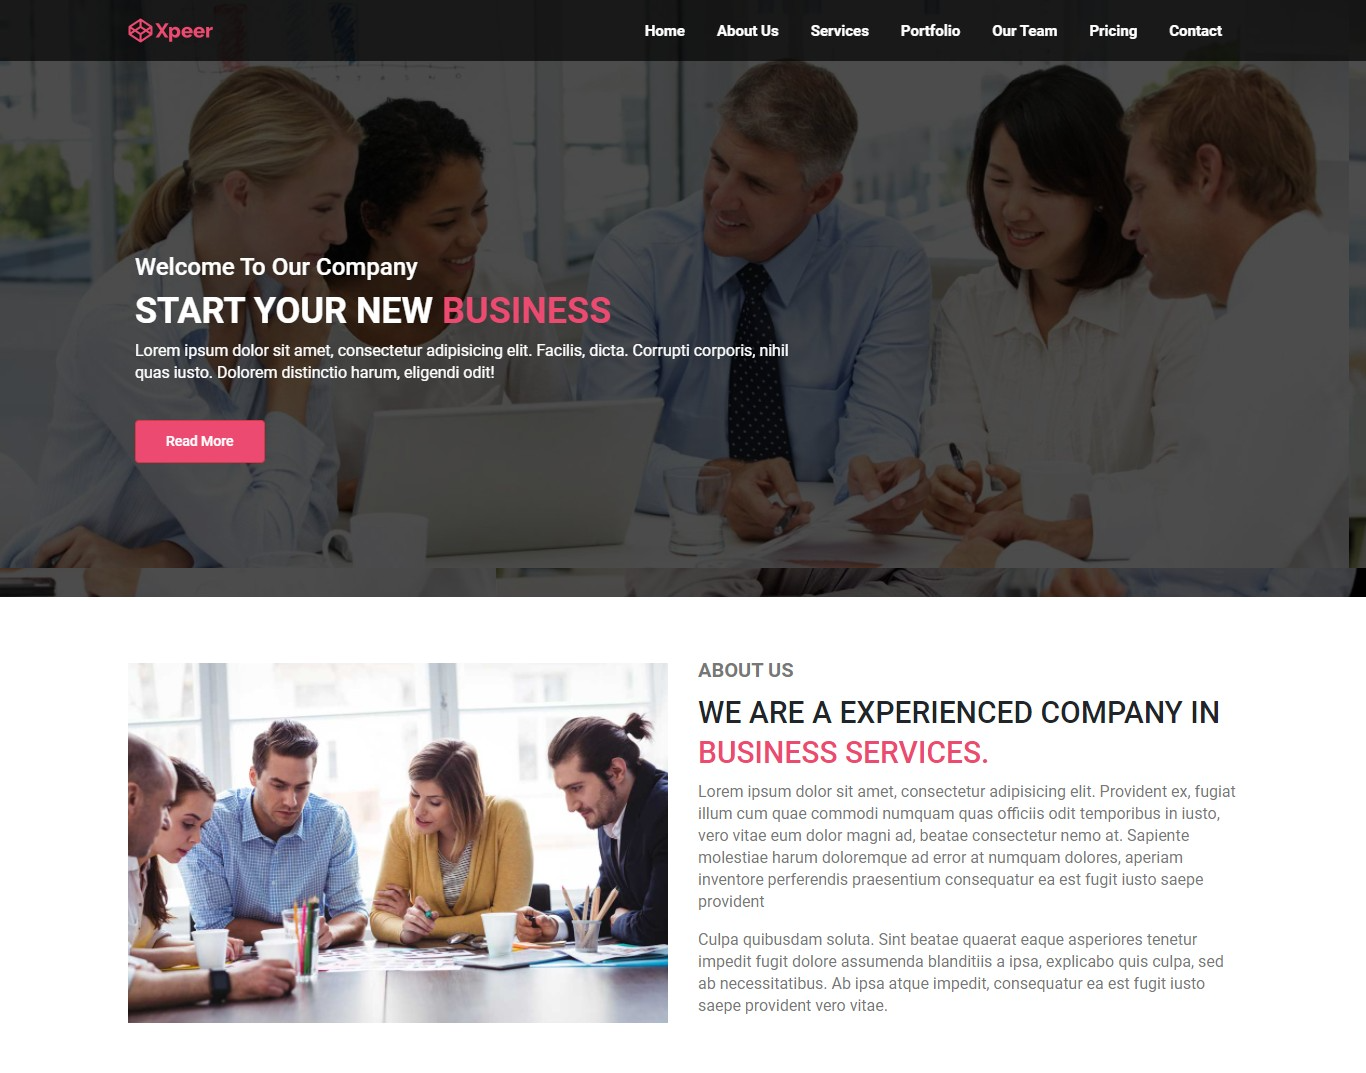 Xpeer
Home About Us Services Portfolio Our Team Pricing Contact
Welcome To Our Company
START YOUR NEW BUSINESS
Lorem ipsum dolor sit amet, consectetur adipisicing elit. Facilis, dicta. Corrupti corporis, nihil
quas iusto. Dolorem distinctio harum, eligendi odit!
Read More
ABOUT US
WE ARE A EXPERIENCED COMPANY IN
BUSINESS SERVICES.
Lorem ipsum dolor sit amet, consectetur adipisicing elit. Provident ex, fugiat
illum cum quae commodi numquam quas officiis odit temporibus in iusto,
vero vitae eum dolor magni ad, beatae consectetur nemo at. Sapiente
molestiae harum doloremque ad error at numquam dolores, aperiam
inventore perferendis praesentium consequatur ea est fugit iusto saepe
provident
Culpa quibusdam soluta. Sint beatae quaerat eaque asperiores tenetur
impedit fugit dolore assumenda blanditiis a ipsa, explicabo quis culpa, sed
ab necessitatibus. Ab ipsa atque impedit, consequatur ea est fugit iusto
saepe provident vero vitae.